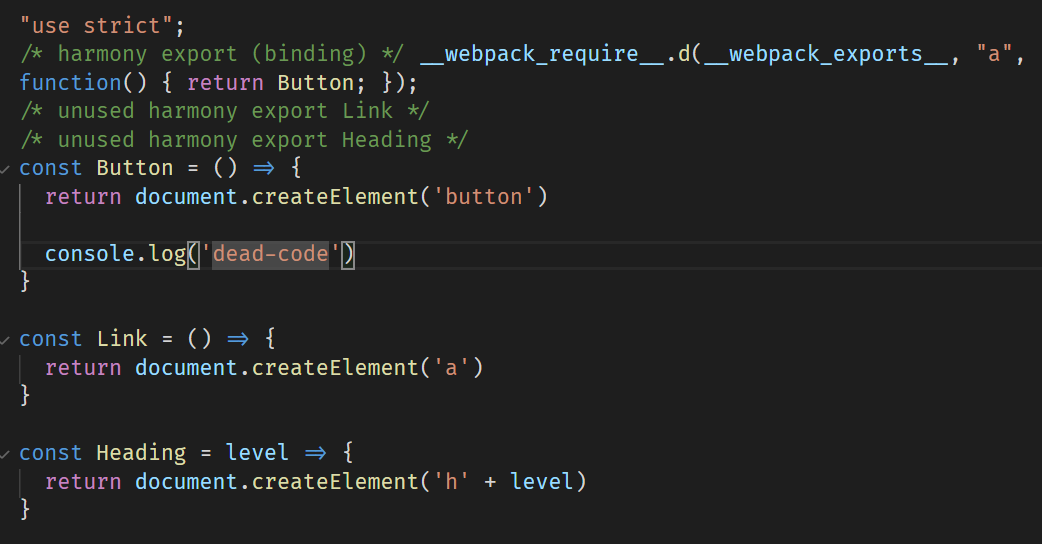 "use strict";
/* harmony export (binding) */ __webpack_require__.d(__webpack_exports__, "a",
function() { return Button; });
/* unused harmony export Link */
/* unused harmony export Heading */
const Button = () => {
  return document.createElement('button')

  console.log('dead-code')
}

const Link = () => {
  return document.createElement('a')
}

const Heading = level => {
  return document.createElement('h' + level)
}